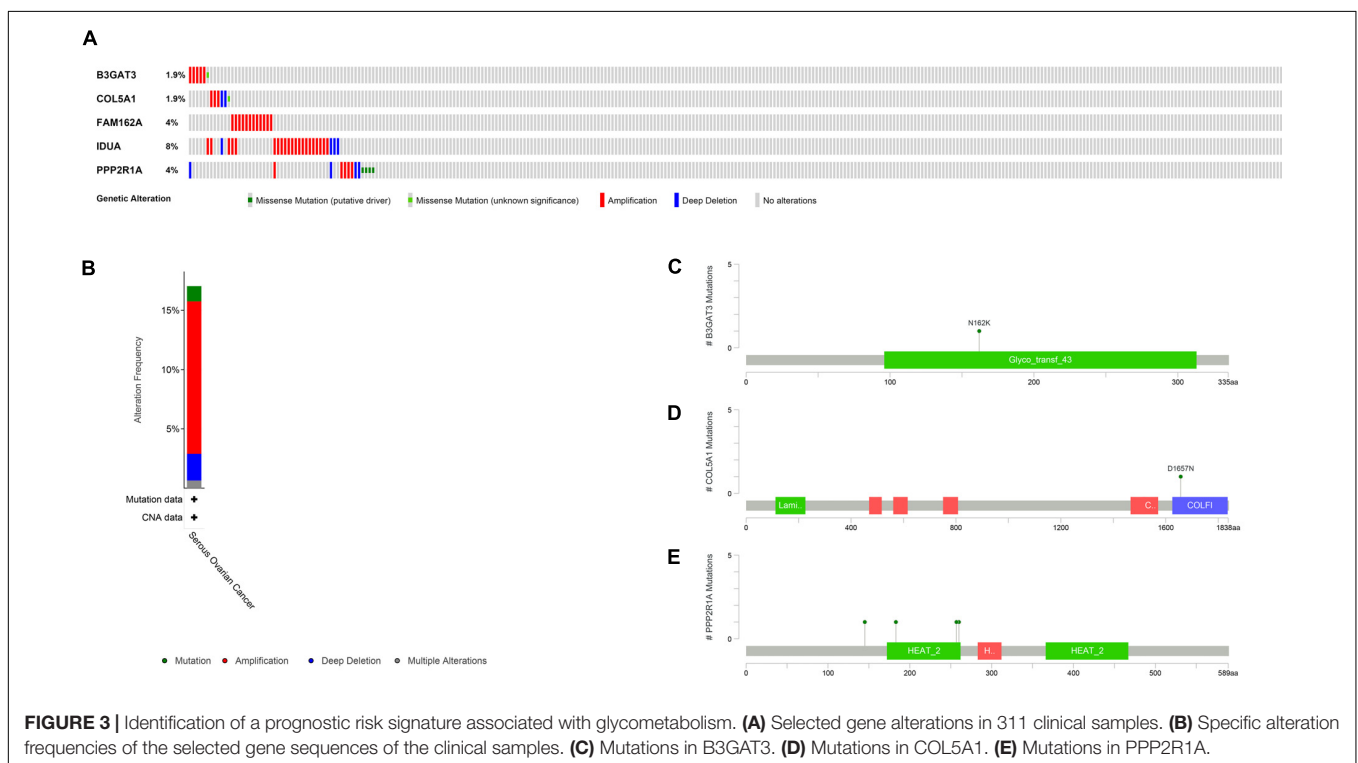 A
B3GAT3 1.9%
COL5A1 1.9%
FAM162A 4%
IDUA 8%
PPP2R1A 4%
Genetic Alteration Missense Mutation (putative driver) Missense Mutation (unknown significance) Amplification Deep Deletion No alterations
B
Alteration Frequency
15%
10%
5%
Mutation data +
CNA data +
Serous Ovarian Cancer
Mutation Amplification Deep Deletion Multiple Alterations
C
# B3GAT3 Mutations
5
0
N162K
Glyco_transf_43
0 100 200 300 335aa
D
# COL5A1 Mutations
5
0
D1657N
Lami.. C. COLFI
0 400 800 1200 1600 1838aa
E
# PPP2R1A Mutations
5
0
HEAT_2 H.. HEAT_2
0 100 200 300 400 500 589aa
FIGURE 3 | Identification of a prognostic risk signature associated with glycometabolism. (A) Selected gene alterations in 311 clinical samples. (B) Specific alteration
frequencies of the selected gene sequences of the clinical samples. (C) Mutations in B3GAT3. (D) Mutations in COL5A1. (E) Mutations in PPP2R1A.